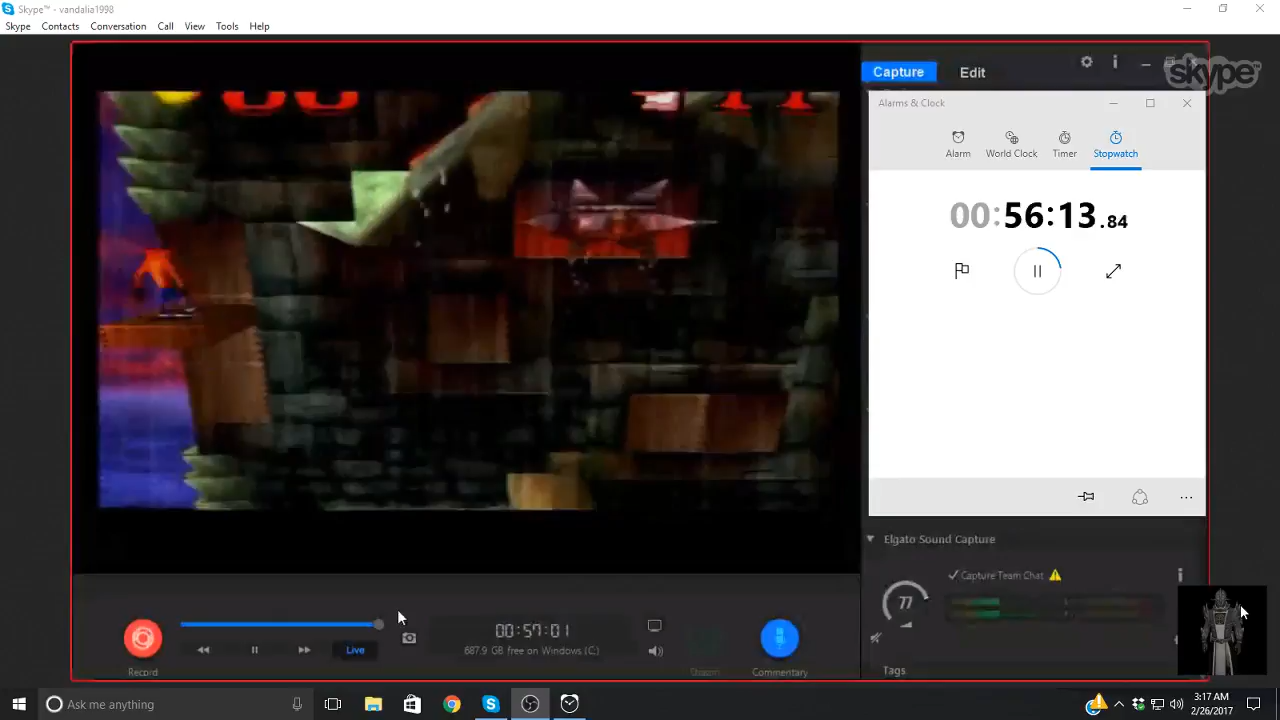 Skype™ - vandalia1998
Skype Contacts Conversation Call View Tools Help
Capture Edit
skype
Alarms & Clock
Alarm World Clock Timer Stopwatch
00:56:13.84
Elgato Sound Capture
Capture Team Chat
77
00:57:01
687.9 GB free on Windows (C:)
Live
Record
Stream
Commentary
Tags
Ask me anything
3:17 AM
2/26/2017